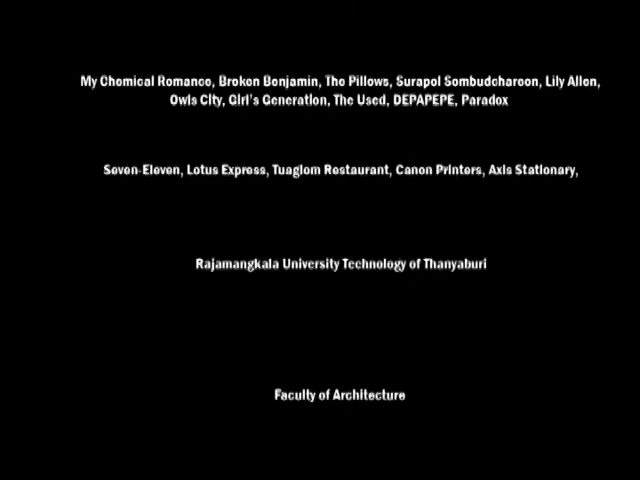 My Chemical Romance, Broken Benjamin, The Pillows, Surapol Sombudcharoen, Lily Allen,
Owls City, Girl's Generation, The Used, DEPAPEPE, Paradox
Seven-Eleven, Lotus Express, Tuaglom Restaurant, Canon Printers, Axis Stationary,
Rajamangkala University Technology of Thanyaburi
Faculty of Architecture